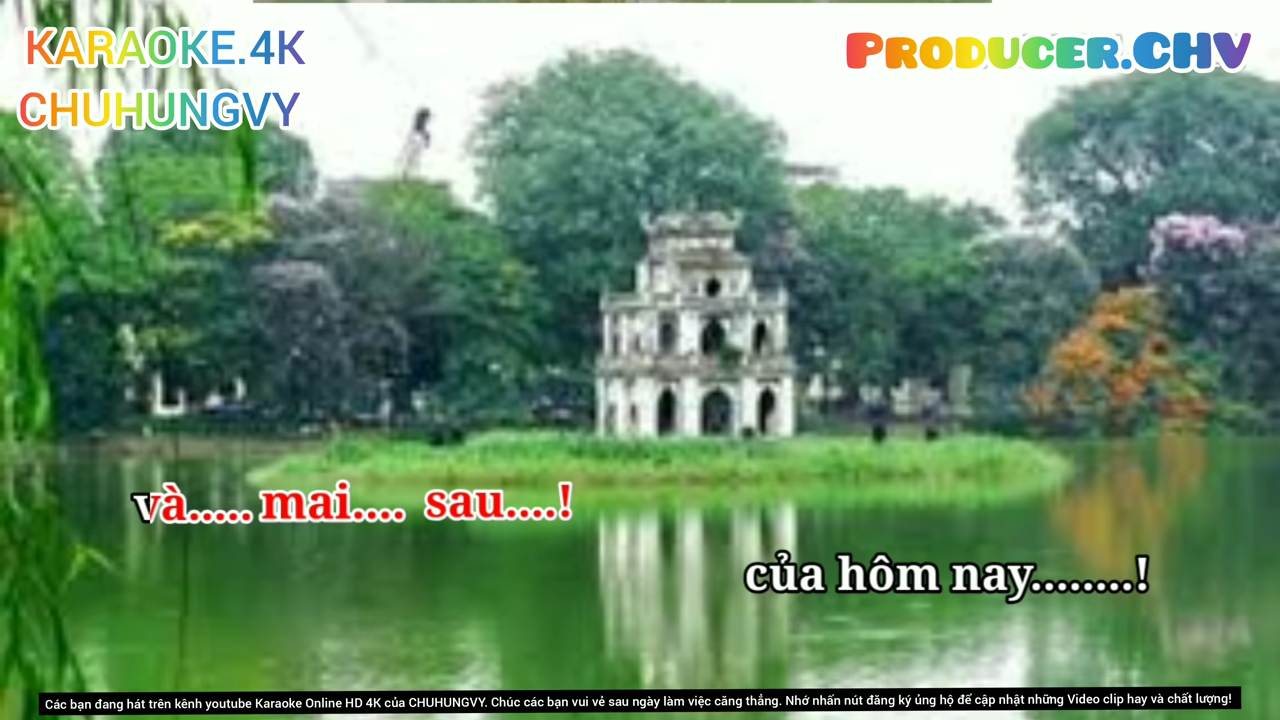 KARAOKE.4K
PRODUCER.CHV
CHUHUNGVY
và..... mai.... sau....!
của hôm nay........!
Các bạn đang hát trên kênh youtube Karaoke Online HD 4K của CHUHUNGVY. Chúc các bạn vui vẻ sau ngày làm việc căng thẳng. Nhớ nhấn nút đăng ký ủng hộ để cập nhật những Video clip hay và chất lượng!